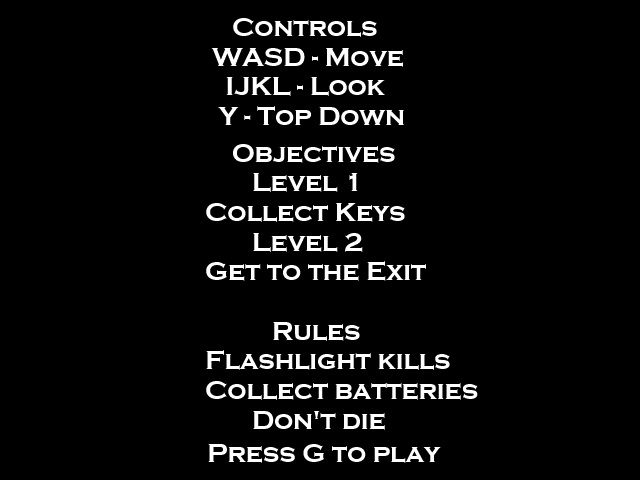 Controls
WASD - Move
IJKL - Look
Y - Top Down
Objectives
Level 1
Collect Keys
Level 2
Get to the Exit
Rules
Flashlight kills
Collect batteries
Don't die
Press G to play